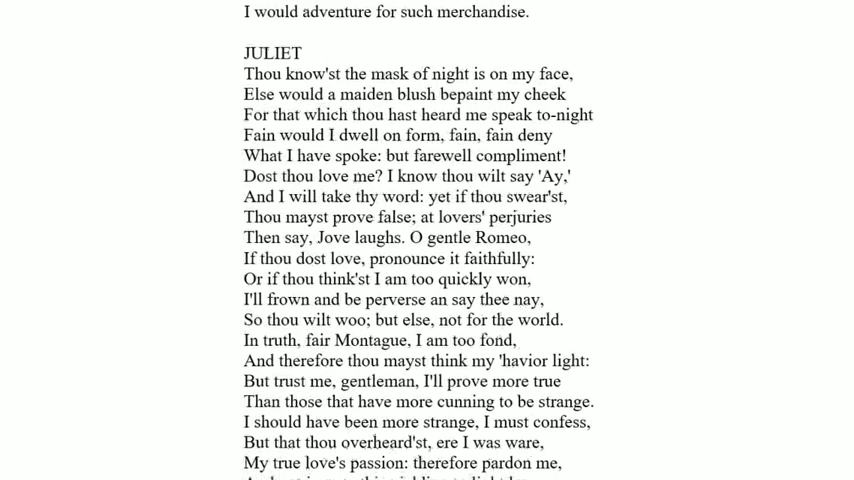 I would adventure for such merchandise.
JULIET
Thou know'st the mask of night is on my face,
Else would a maiden blush bepaint my cheek
For that which thou hast heard me speak to-night
Fain would I dwell on form, fain, fain deny
What I have spoke: but farewell compliment!
Dost thou love me? I know thou wilt say 'Ay,'
And I will take thy word: yet if thou swear'st,
Thou mayst prove false; at lovers' perjuries
Then say, Jove laughs. O gentle Romeo,
If thou dost love, pronounce it faithfully:
Or if thou think'st I am too quickly won,
I'll frown and be perverse an say thee nay,
So thou wilt woo; but else, not for the world.
In truth, fair Montague, I am too fond,
And therefore thou mayst think my 'havior light:
But trust me, gentleman, I'll prove more true
Than those that have more cunning to be strange.
I should have been more strange, I must confess,
But that thou overheard'st, ere I was ware,
My true love's passion: therefore pardon me,